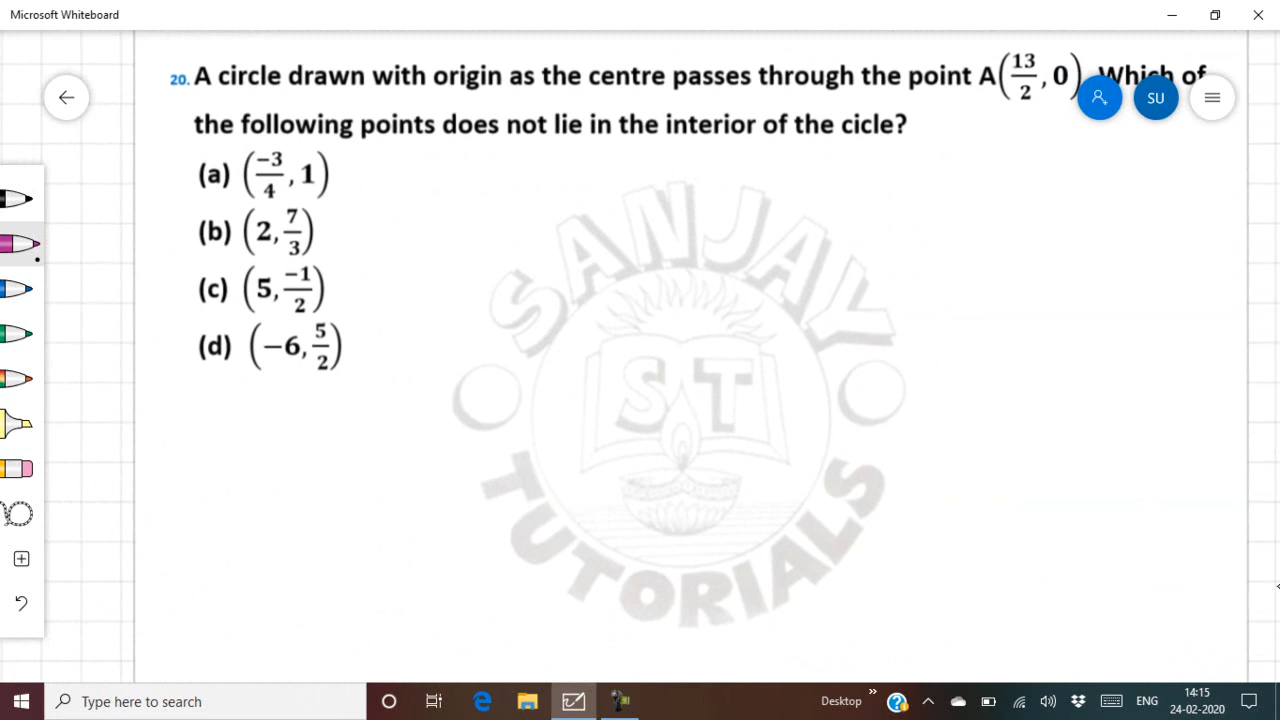 Microsoft Whiteboard
20. A circle drawn with origin as the centre passes through the point A(13/2, 0). Which of
the following points does not lie in the interior of the cicle?
(a) (−3/4, 1)
(b) (2, 7/3)
(c) (5, −1/2)
(d) (−6, 5/2)
SU
SANJAY
ST
TUTORIALS
Type here to search
Desktop
ENG
14:15
24-02-2020